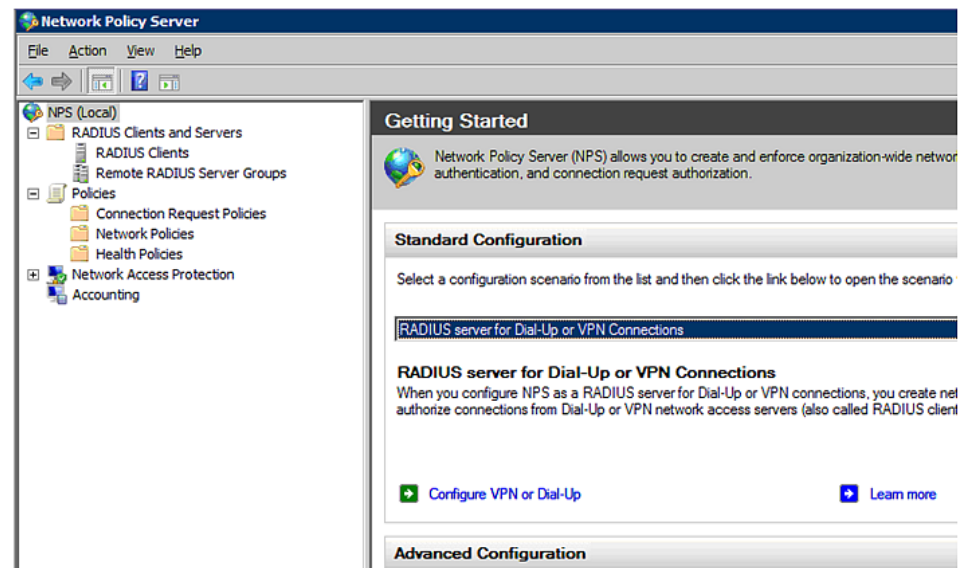 Network Policy Server
File Action View Help
NPS (Local)
RADIUS Clients and Servers
RADIUS Clients
Remote RADIUS Server Groups
Policies
Connection Request Policies
Network Policies
Health Policies
Network Access Protection
Accounting
Getting Started
Network Policy Server (NPS) allows you to create and enforce organization-wide networ
authentication, and connection request authorization.
Standard Configuration
Select a configuration scenario from the list and then click the link below to open the scenario
RADIUS server for Dial-Up or VPN Connections
RADIUS server for Dial-Up or VPN Connections
When you configure NPS as a RADIUS server for Dial-Up or VPN connections, you create net
authorize connections from Dial-Up or VPN network access servers (also called RADIUS client
Configure VPN or Dial-Up Learn more
Advanced Configuration